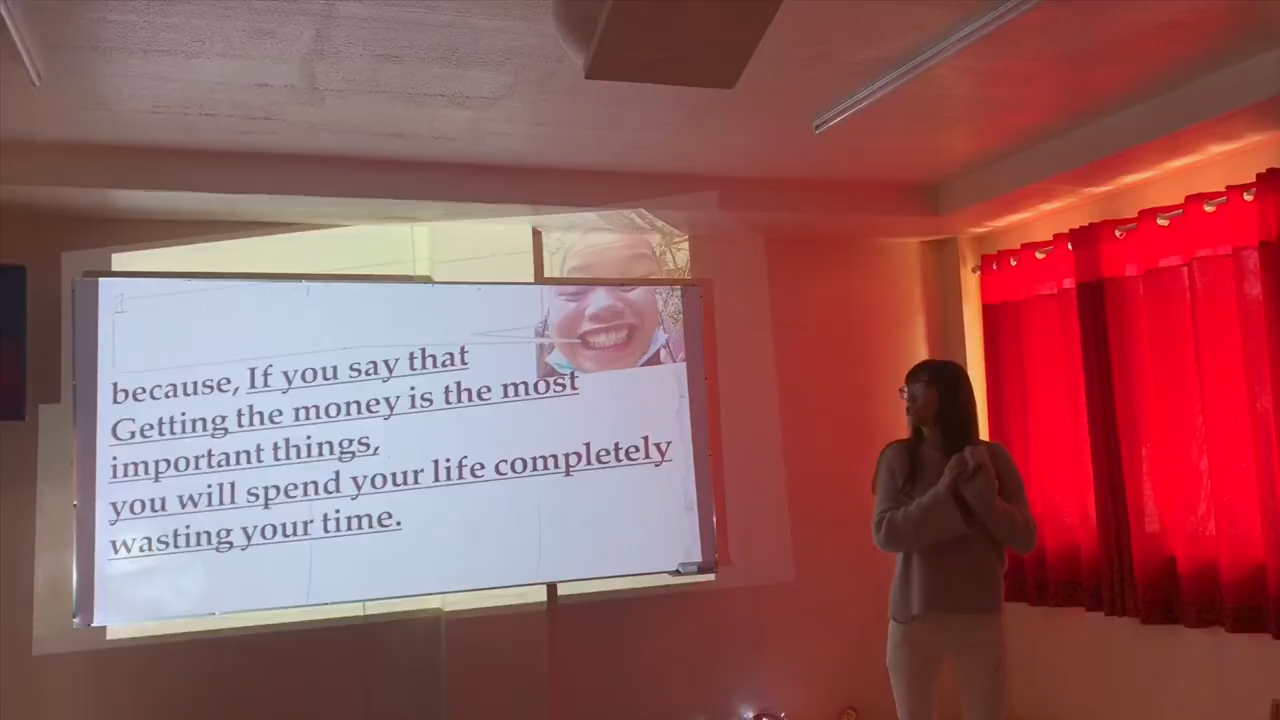 because, If you say that
Getting the money is the most
important things,
you will spend your life completely
wasting your time.